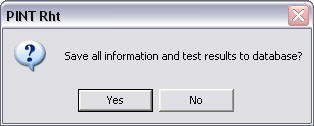 PINT Rht
Save all information and test results to database?
Yes
No